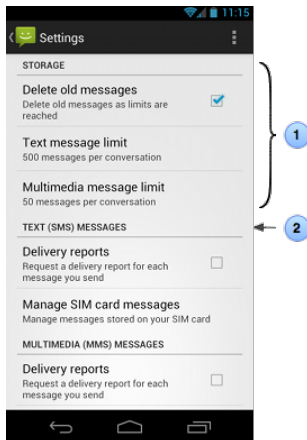 11:15
Settings
STORAGE
Delete old messages
Delete old messages as limits are
reached
Text message limit
500 messages per conversation
Multimedia message limit
50 messages per conversation
1
TEXT (SMS) MESSAGES
2
Delivery reports
Request a delivery report for each
message you send
Manage SIM card messages
Manage messages stored on your SIM card
MULTIMEDIA (MMS) MESSAGES
Delivery reports
Request a delivery report for each
message you send